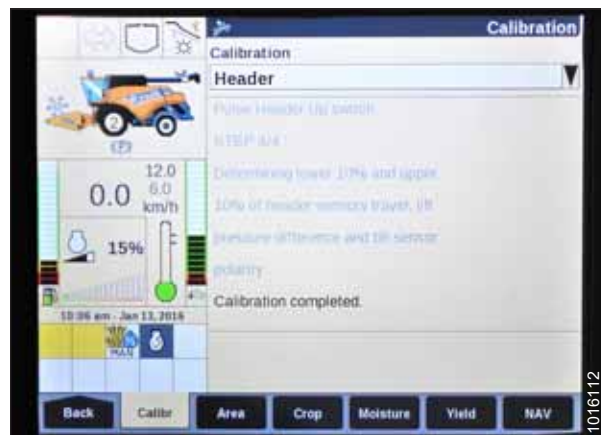 Calibration
Calibration
Header
Pulse Header Up switch.
STEP 4/4
Determining lower 10% and upper
10% of header sensors travel, lift
pressure difference and tilt sensor
polarity
Calibration completed.
2
(P)
12.0
0.0
6.0
km/h
15%
10:06 am - Jan 13, 2016
MAN
Back
Calibr
Area
Crop
Moisture
Yield
NAV
1016112